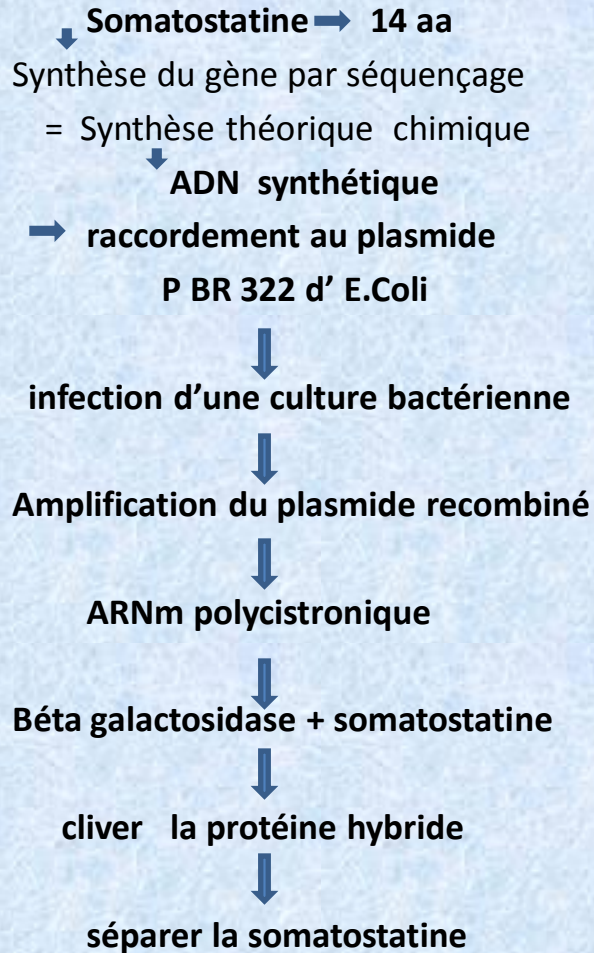 Somatostatine 14 aa
Synthèse du gène par séquençage
= Synthèse théorique chimique
ADN synthétique
raccordement au plasmide
P BR 322 d’ E.Coli
infection d’une culture bactérienne
Amplification du plasmide recombiné
ARNm polycistronique
Béta galactosidase + somatostatine
cliver la protéine hybride
séparer la somatostatine